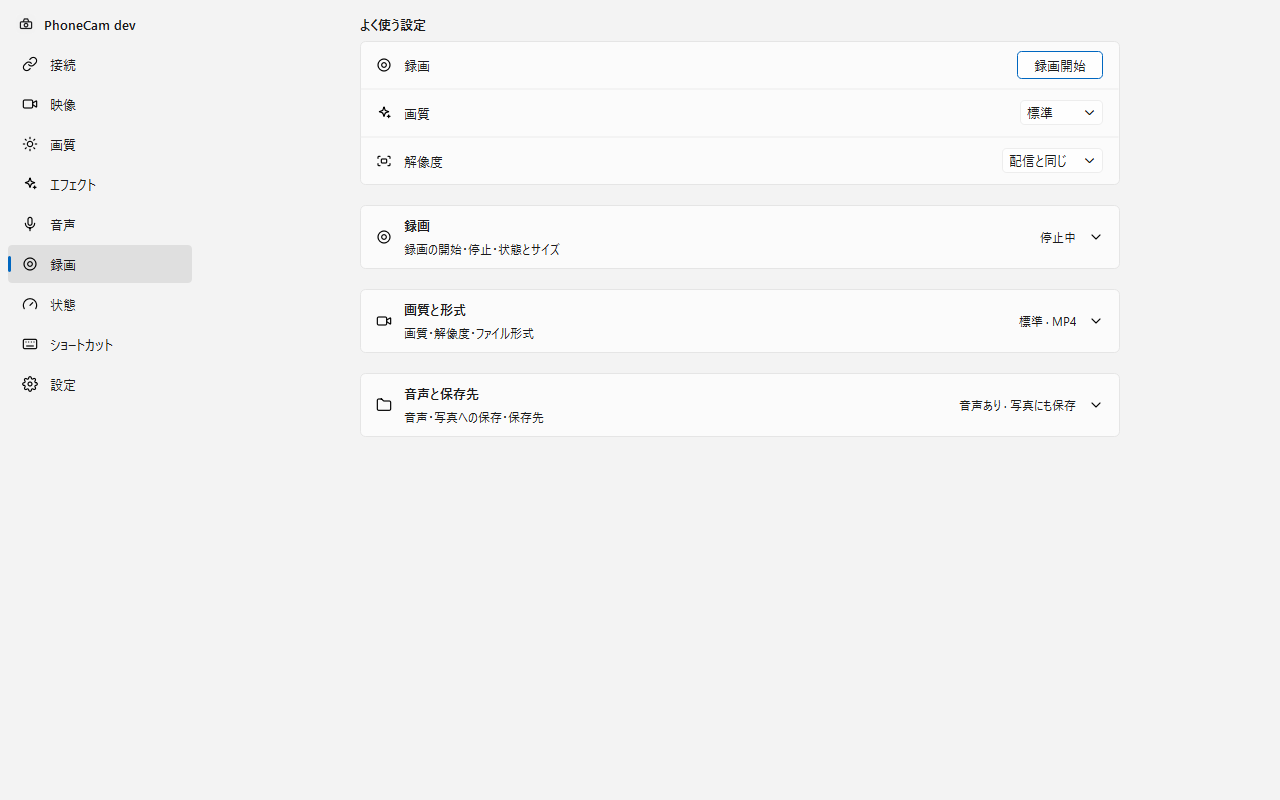 PhoneCam dev
接続
映像
画質
エフェクト
音声
録画
状態
ショートカット
設定
よく使う設定
録画
録画開始
画質
標準
解像度
配信と同じ
録画
録画の開始・停止・状態とサイズ
停止中
画質と形式
画質・解像度・ファイル形式
標準 · MP4
音声と保存先
音声・写真への保存・保存先
音声あり · 写真にも保存